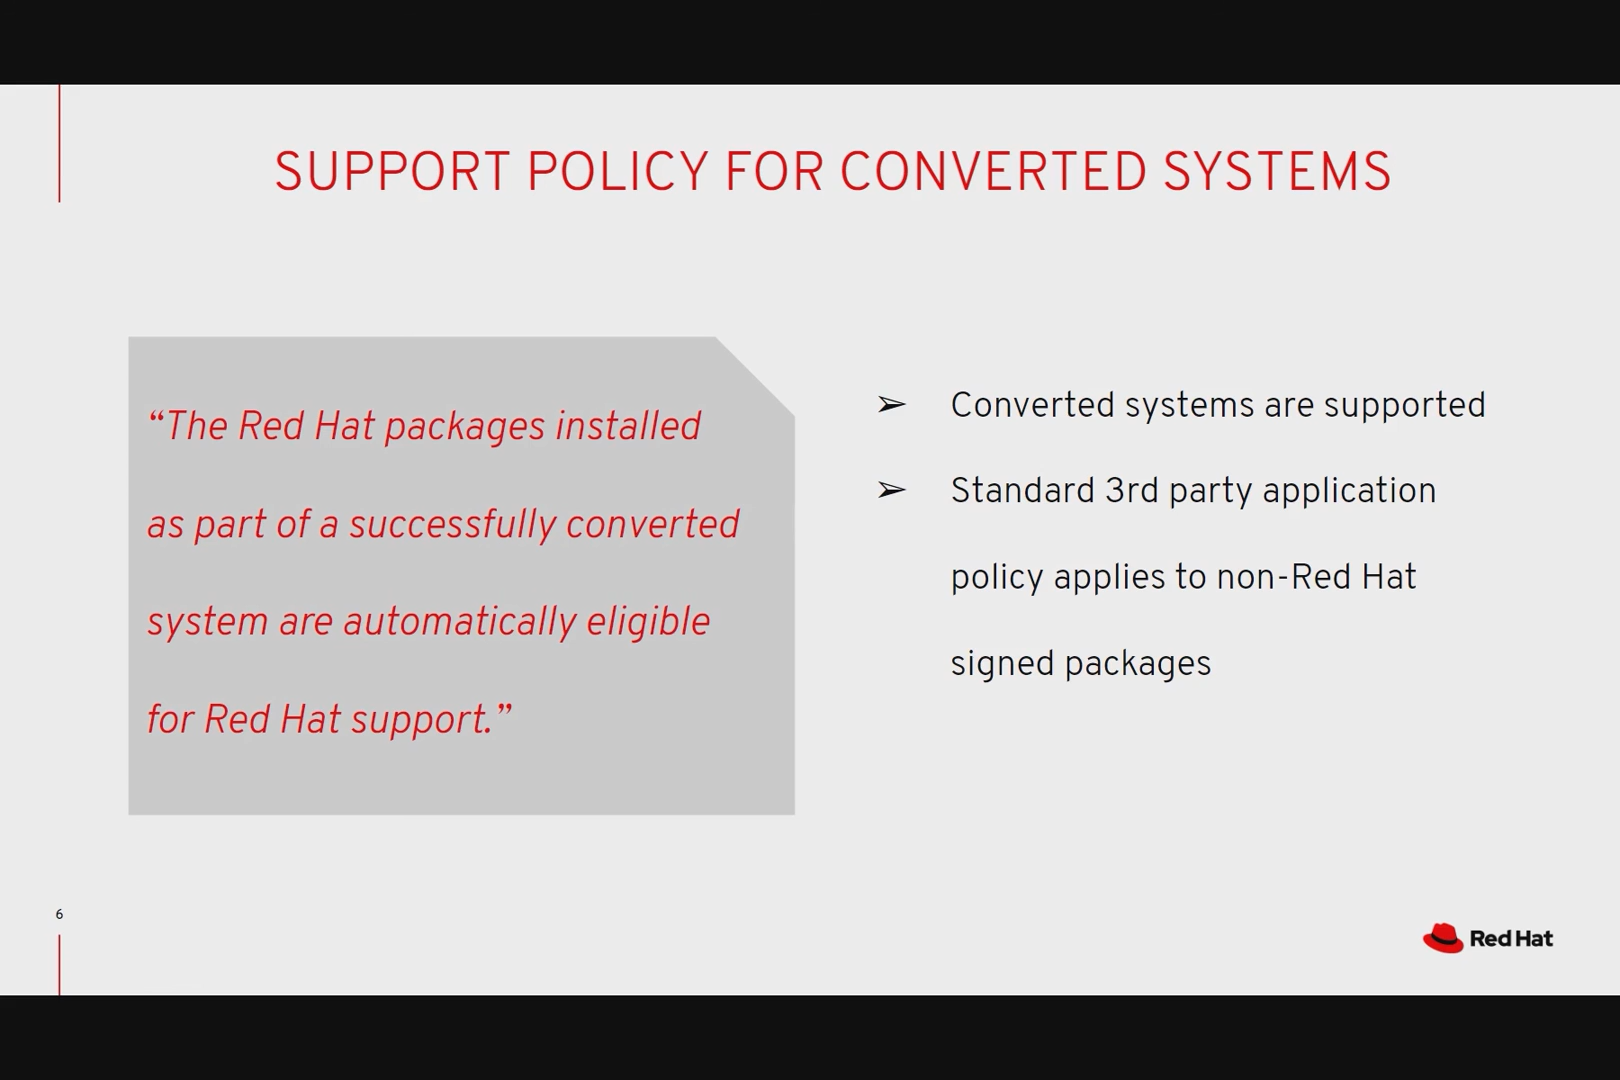 SUPPORT POLICY FOR CONVERTED SYSTEMS
“The Red Hat packages installed
as part of a successfully converted
system are automatically eligible
for Red Hat support.”
➢ Converted systems are supported
➢ Standard 3rd party application
policy applies to non-Red Hat
signed packages
6
Red Hat